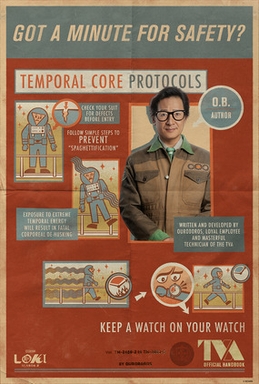 GOT A MINUTE FOR SAFETY?
TEMPORAL CORE PROTOCOLS
O.B.
AUTHOR
CHECK YOUR SUIT
FOR DEFECTS
BEFORE ENTRY
FOLLOW SIMPLE STEPS TO
PREVENT
"SPAGHETTIFICATION"
EXPOSURE TO EXTREME
TEMPORAL ENERGY
WILL RESULT IN FATAL
CORPOREAL UNHUSKING
WRITTEN AND DEVELOPED BY
OUROBOROS, LOYAL EMPLOYEE
AND MASTERFUL
TECHNICIAN OF THE TVA
KEEP A WATCH ON YOUR WATCH
LOKI
TVA
OFFICIAL HANDBOOK